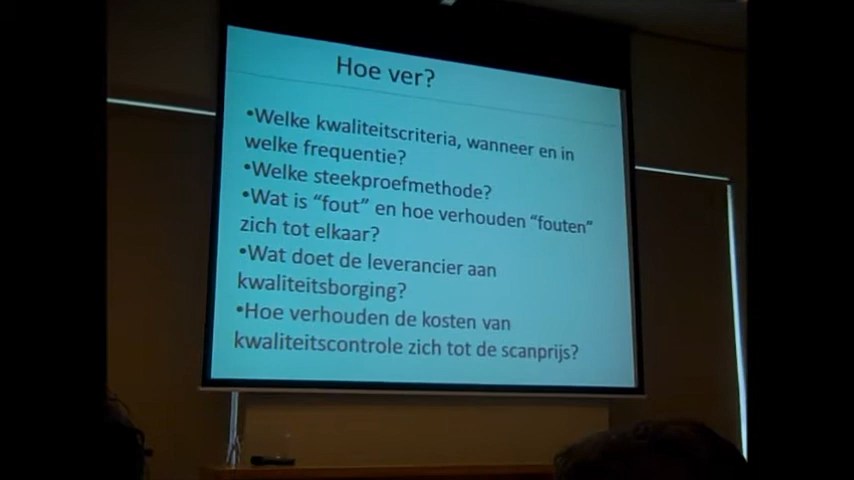 Hoe ver?
•Welke kwaliteitscriteria, wanneer en in
welke frequentie?
•Welke steekproefmethode?
•Wat is “fout” en hoe verhouden “fouten”
zich tot elkaar?
•Wat doet de leverancier aan
kwaliteitsborging?
•Hoe verhouden de kosten van
kwaliteitscontrole zich tot de scanprijs?